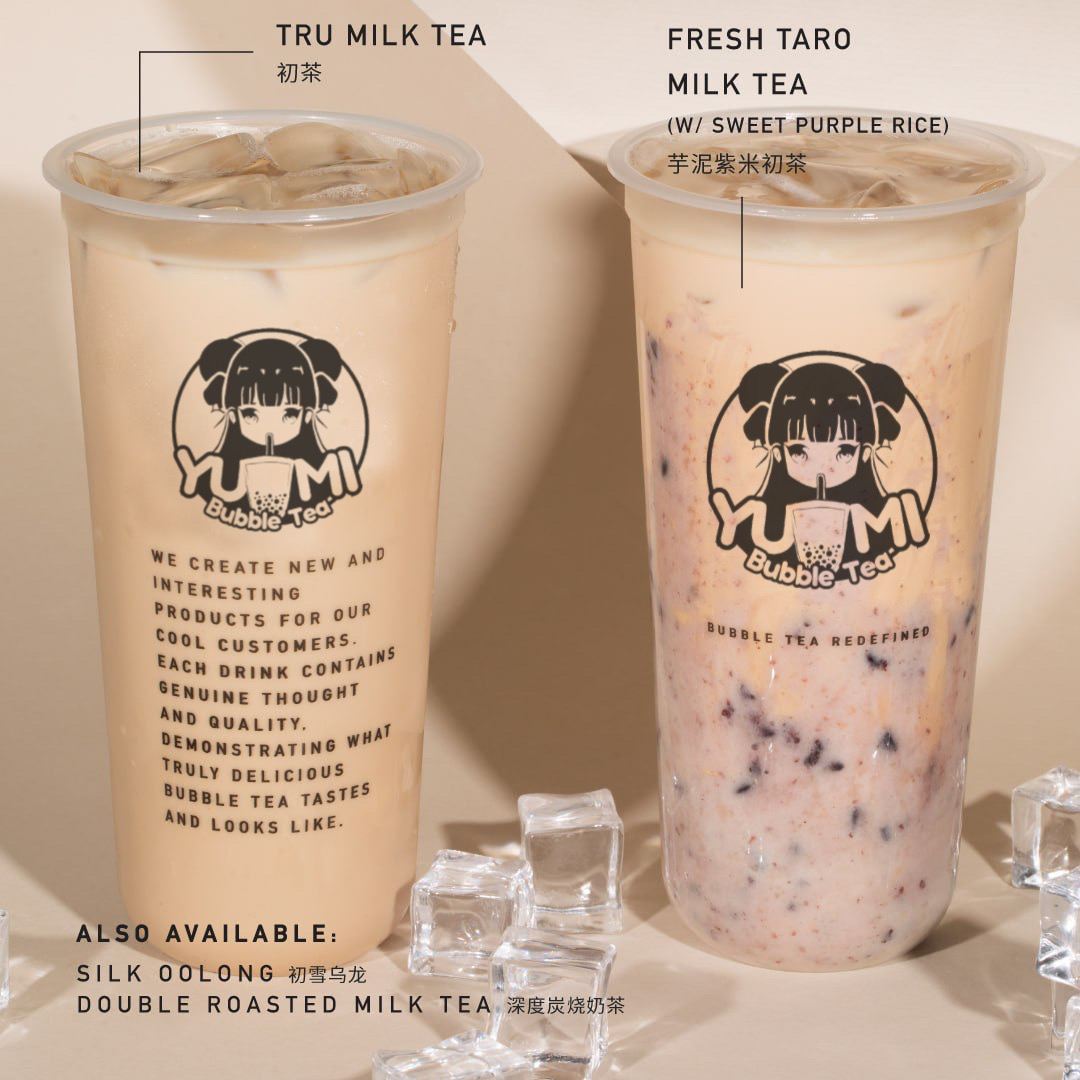 TRU MILK TEA
初茶
FRESH TARO
MILK TEA
(W/ SWEET PURPLE RICE)
芋泥紫米初茶
YUMI
Bubble Tea
WE CREATE NEW AND
INTERESTING
PRODUCTS FOR OUR
COOL CUSTOMERS.
EACH DRINK CONTAINS
GENUINE THOUGHT
AND QUALITY,
DEMONSTRATING WHAT
TRULY DELICIOUS
BUBBLE TEA TASTES
AND LOOKS LIKE.
YUMI
Bubble Tea
BUBBLE TEA REDEFINED
ALSO AVAILABLE:
SILK OOLONG 初雪乌龙
DOUBLE ROASTED MILK TEA 深度炭烧奶茶